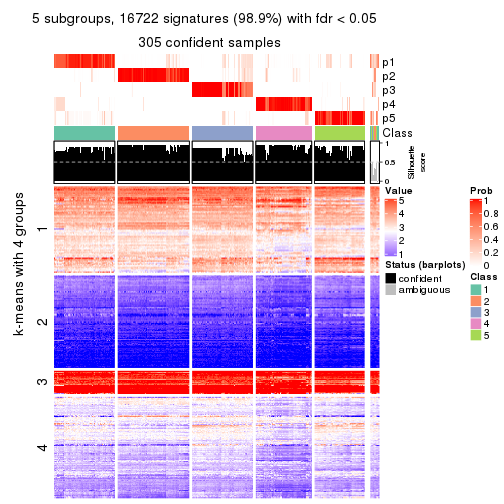 5 subgroups, 16722 signatures (98.9%) with fdr < 0.05
305 confident samples
p1
p2
p3
p4
p5
Class
1
0.5
0
Silhouette
score
k-means with 4 groups
1
2
3
4
Value
5
4
3
2
1
Status (barplots)
confident
ambiguous
Prob
1
0.8
0.6
0.4
0.2
0
Class
1
2
3
4
5